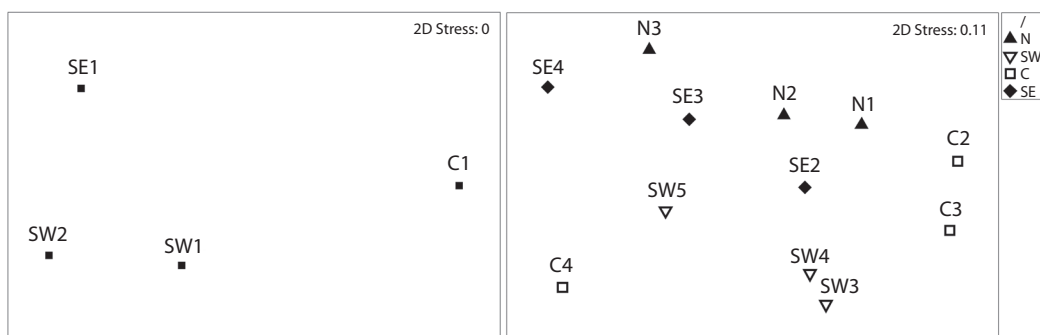 2D Stress: 0
SE1
C1
SW2
SW1
2D Stress: 0.11
N3
SE4
SE3
N2
N1
C2
SE2
SW5
C3
SW4
C4
SW3
/
N
SW
C
SE